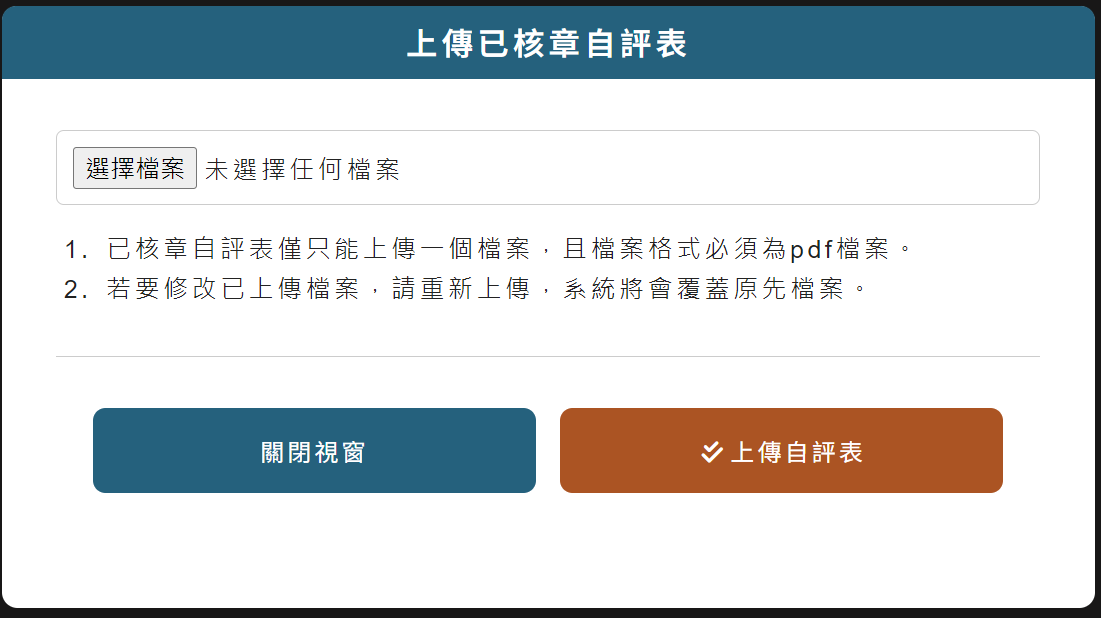 上傳已核章自評表
選擇檔案 未選擇任何檔案
1. 已核章自評表僅只能上傳一個檔案，且檔案格式必須為pdf檔案。
2. 若要修改已上傳檔案，請重新上傳，系統將會覆蓋原先檔案。
關閉視窗
上傳自評表